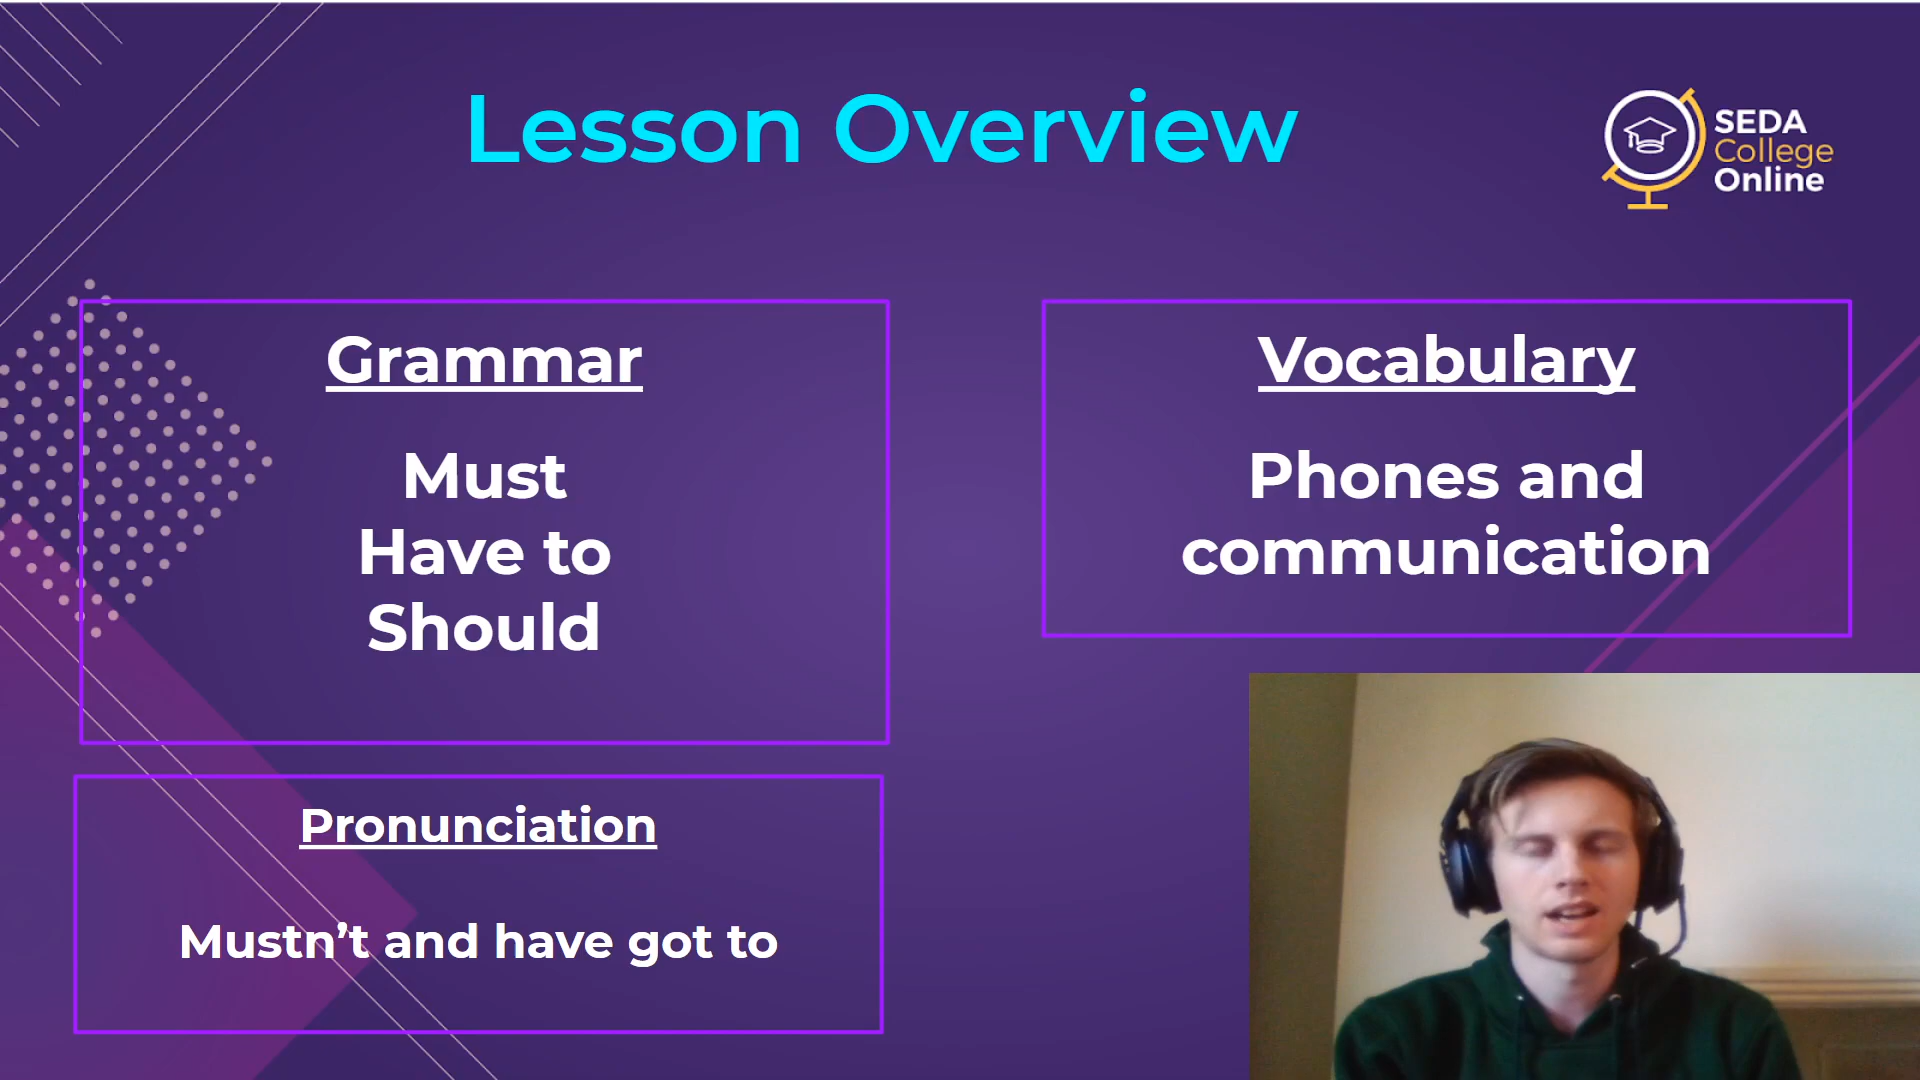 Lesson Overview
SEDA
College
Online
Grammar
Must
Have to
Should
Vocabulary
Phones and
communication
Pronunciation
Mustn’t and have got to